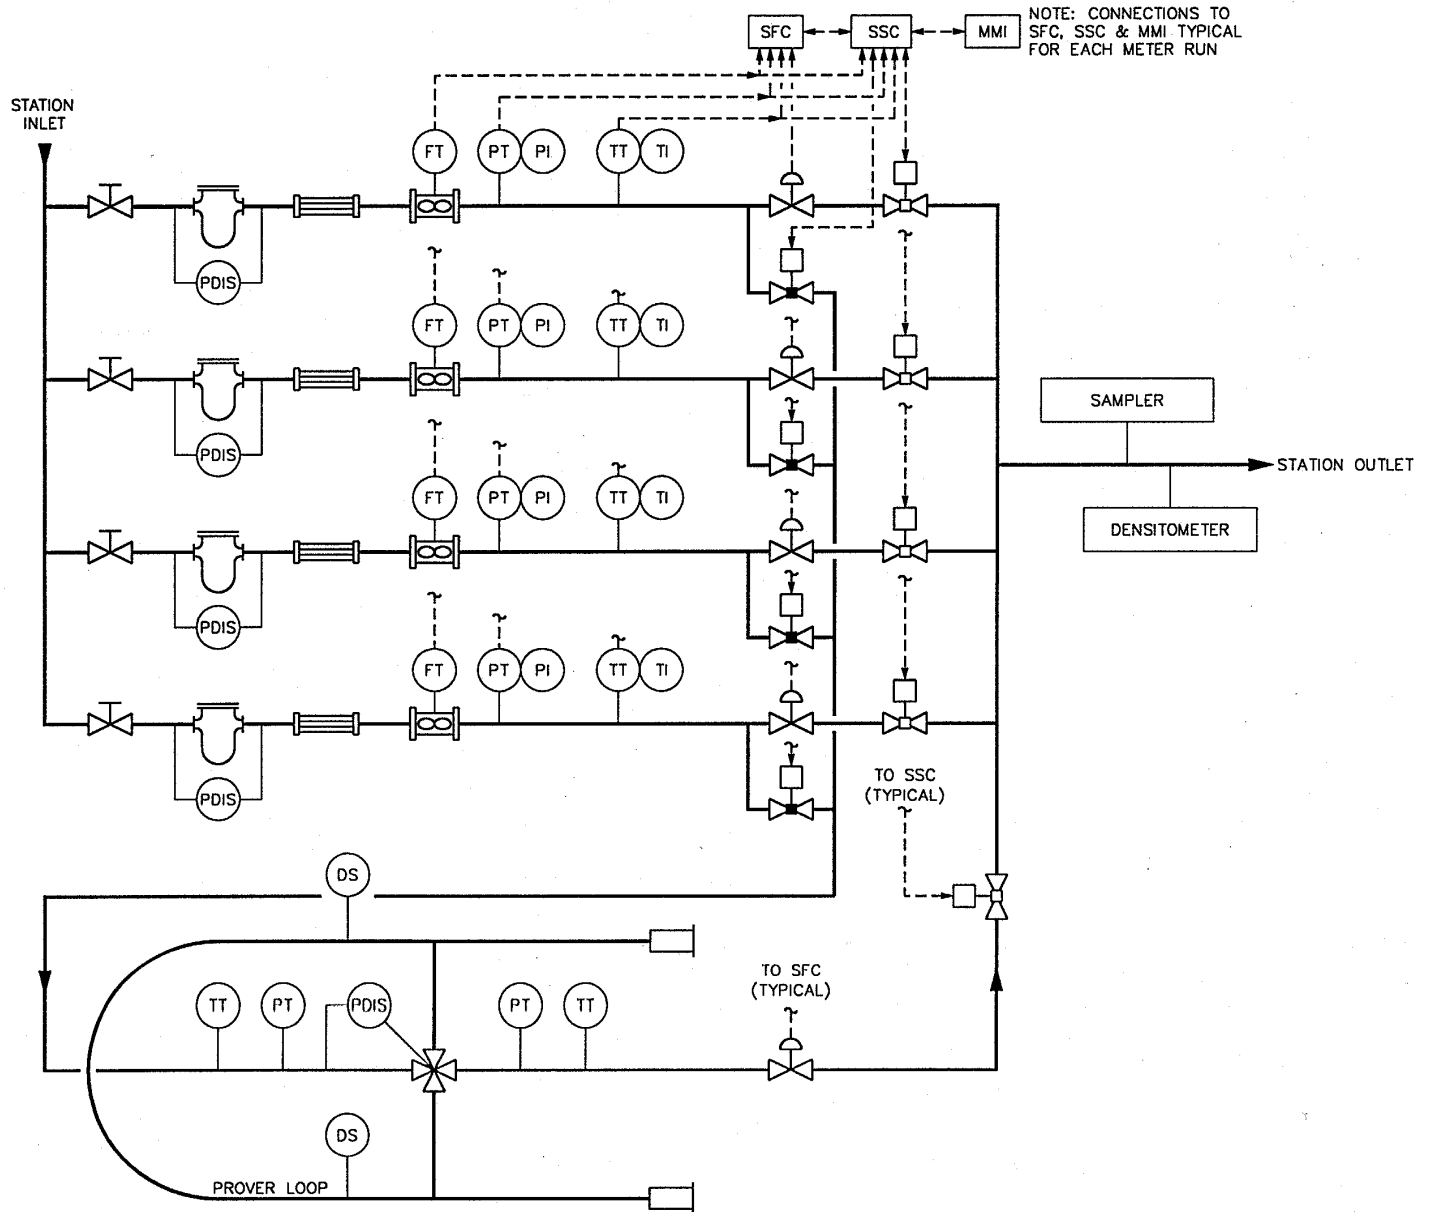 SFC
SSC
MMI
NOTE: CONNECTIONS TO
SFC, SSC & MMI TYPICAL
FOR EACH METER RUN
STATION
INLET
FT
PT
PI
TT
TI
PDIS
FT
PT
PI
TT
TI
PDIS
SAMPLER
STATION OUTLET
DENSITOMETER
FT
PT
PI
TT
TI
PDIS
FT
PT
PI
TT
TI
PDIS
TO SSC
(TYPICAL)
DS
TO SFC
(TYPICAL)
TT
PT
PDIS
PT
TT
DS
PROVER LOOP